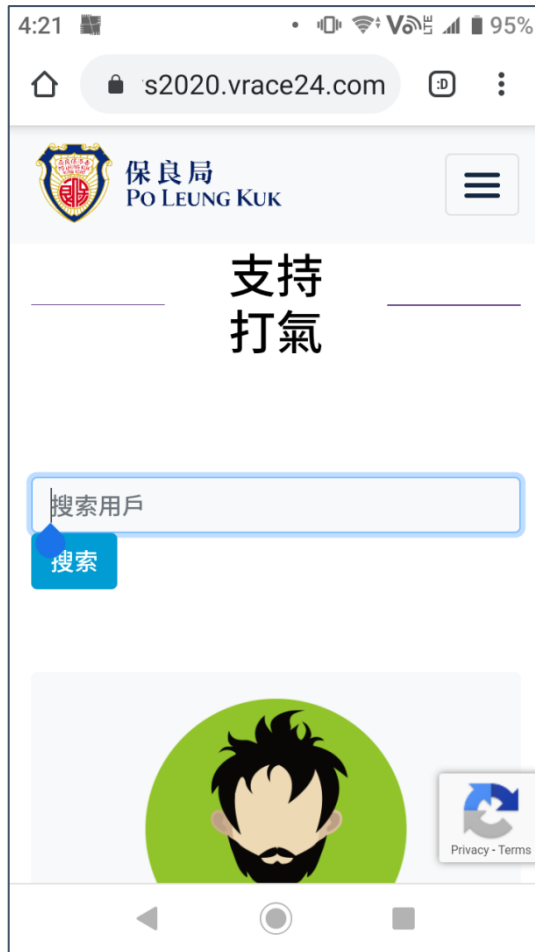 4:21
VoLTE
95%
's2020.vrace24.com
:D
保良局
PO LEUNG KUK
支持
打氣
搜索用戶
搜索
Privacy - Terms